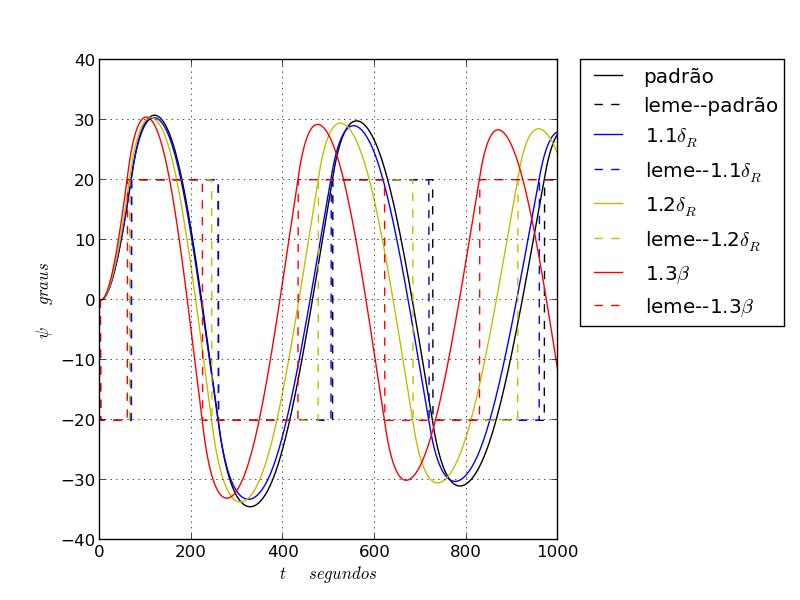 40
30
20
10
0
−10
−20
−30
−40
ψ graus
0 200 400 600 800 1000
t segundos
padrão
leme--padrão
1.1δ_R
leme--1.1δ_R
1.2δ_R
leme--1.2δ_R
1.3β
leme--1.3β